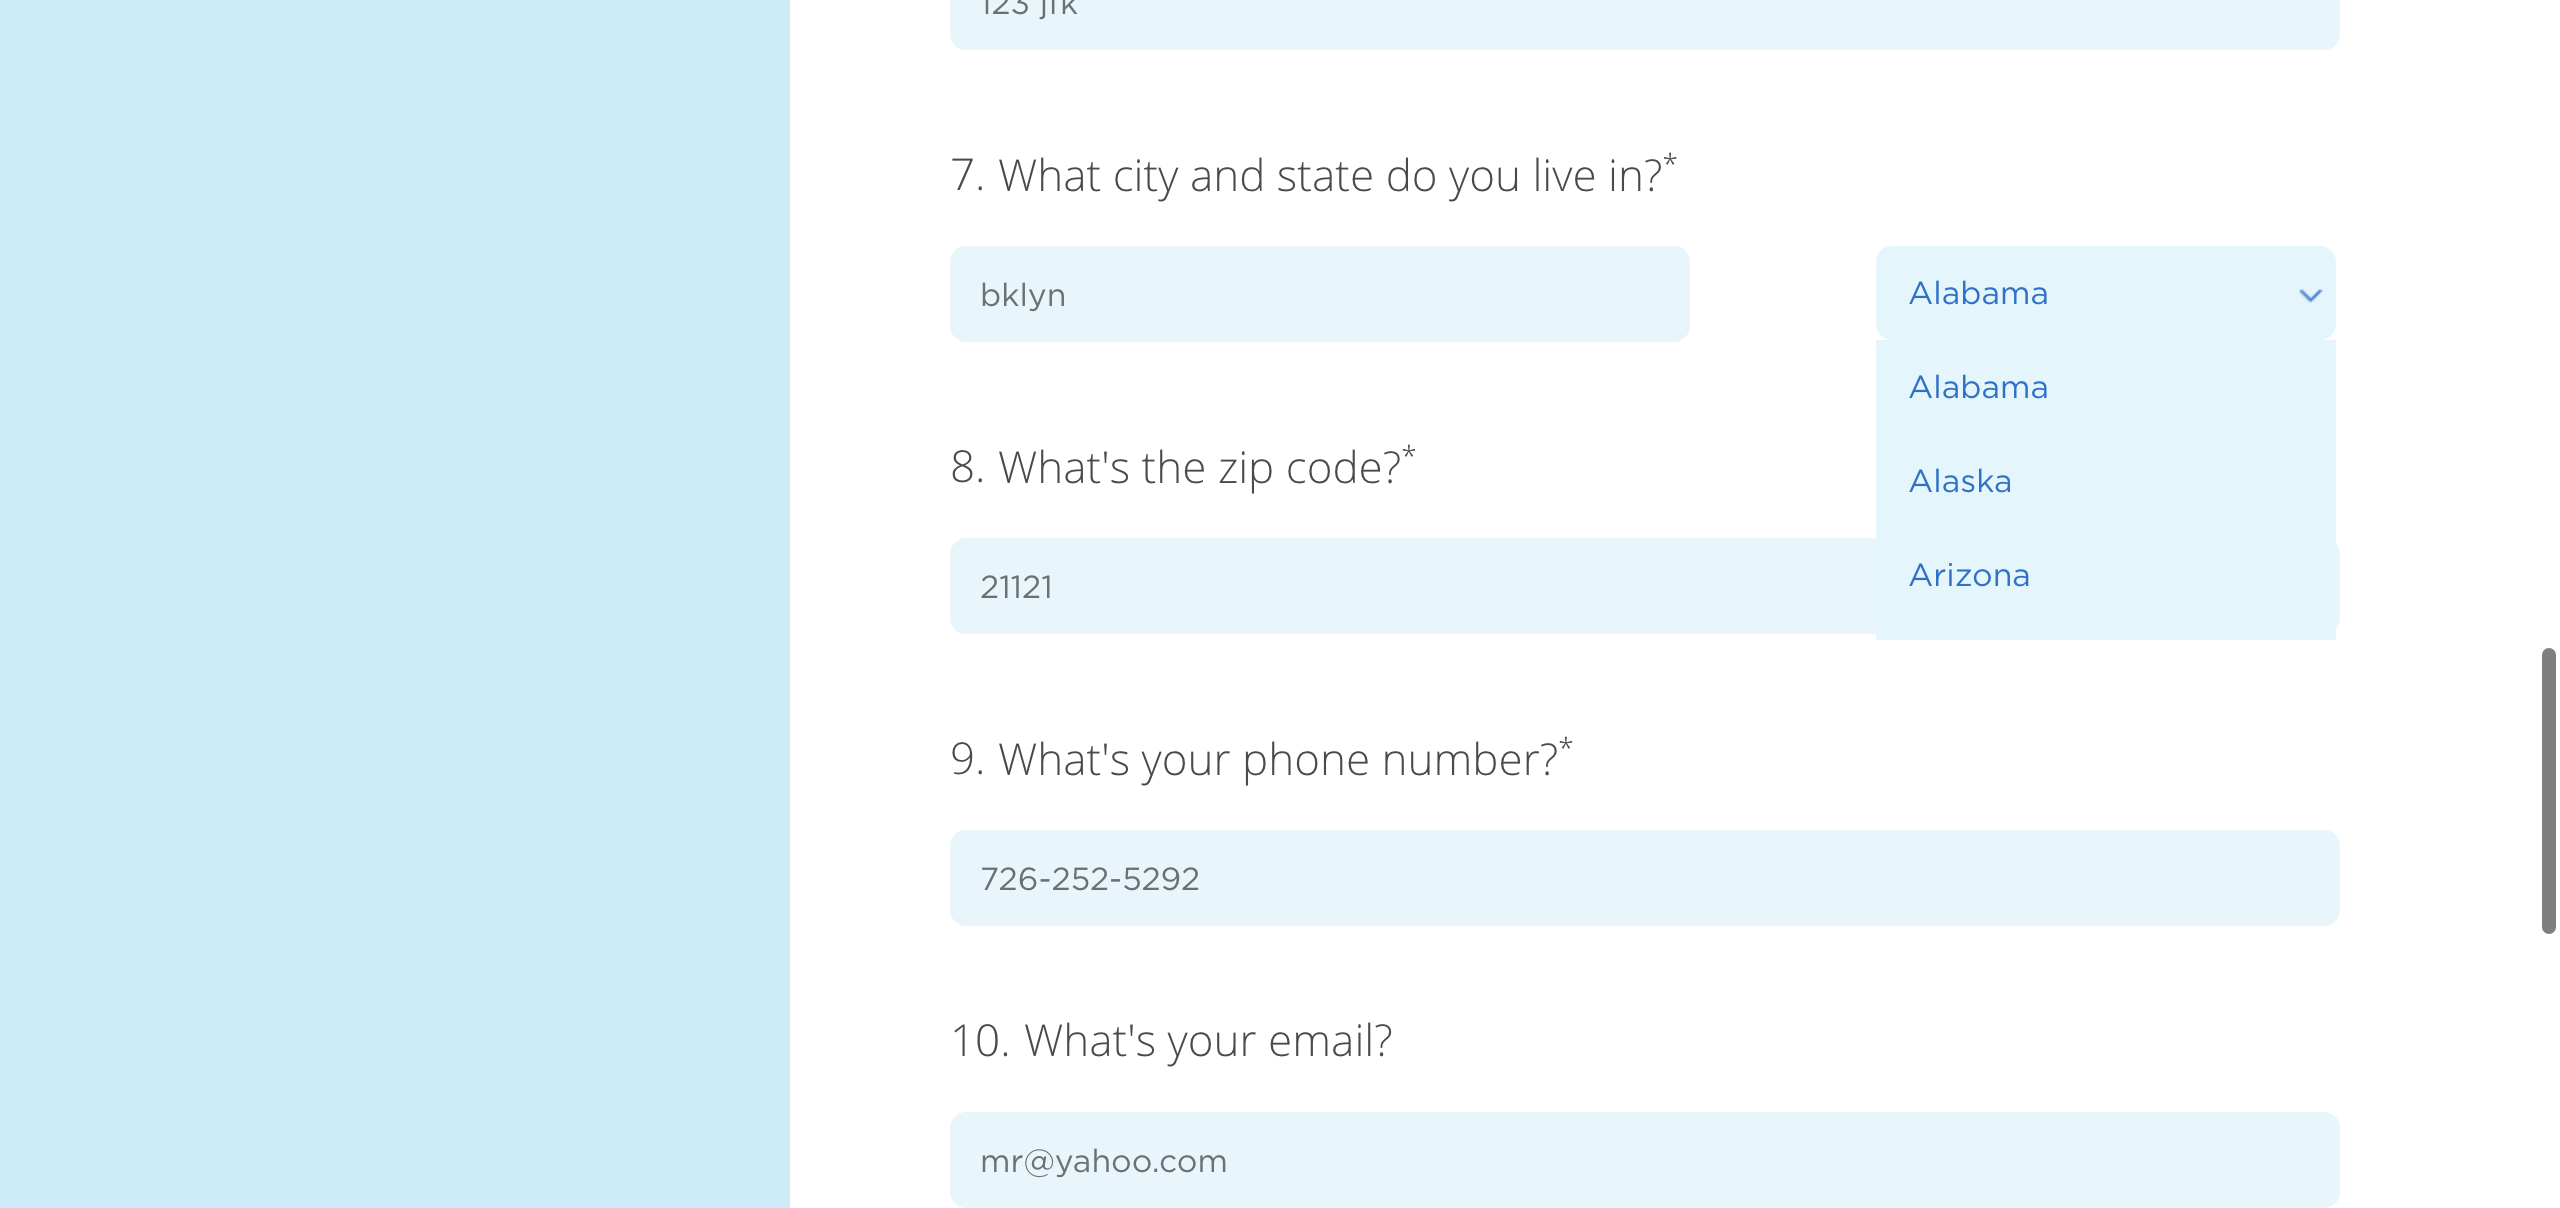 123 jfk
7. What city and state do you live in?*
bklyn
Alabama
Alabama
Alaska
Arizona
8. What's the zip code?*
21121
9. What's your phone number?*
726-252-5292
10. What's your email?
mr@yahoo.com